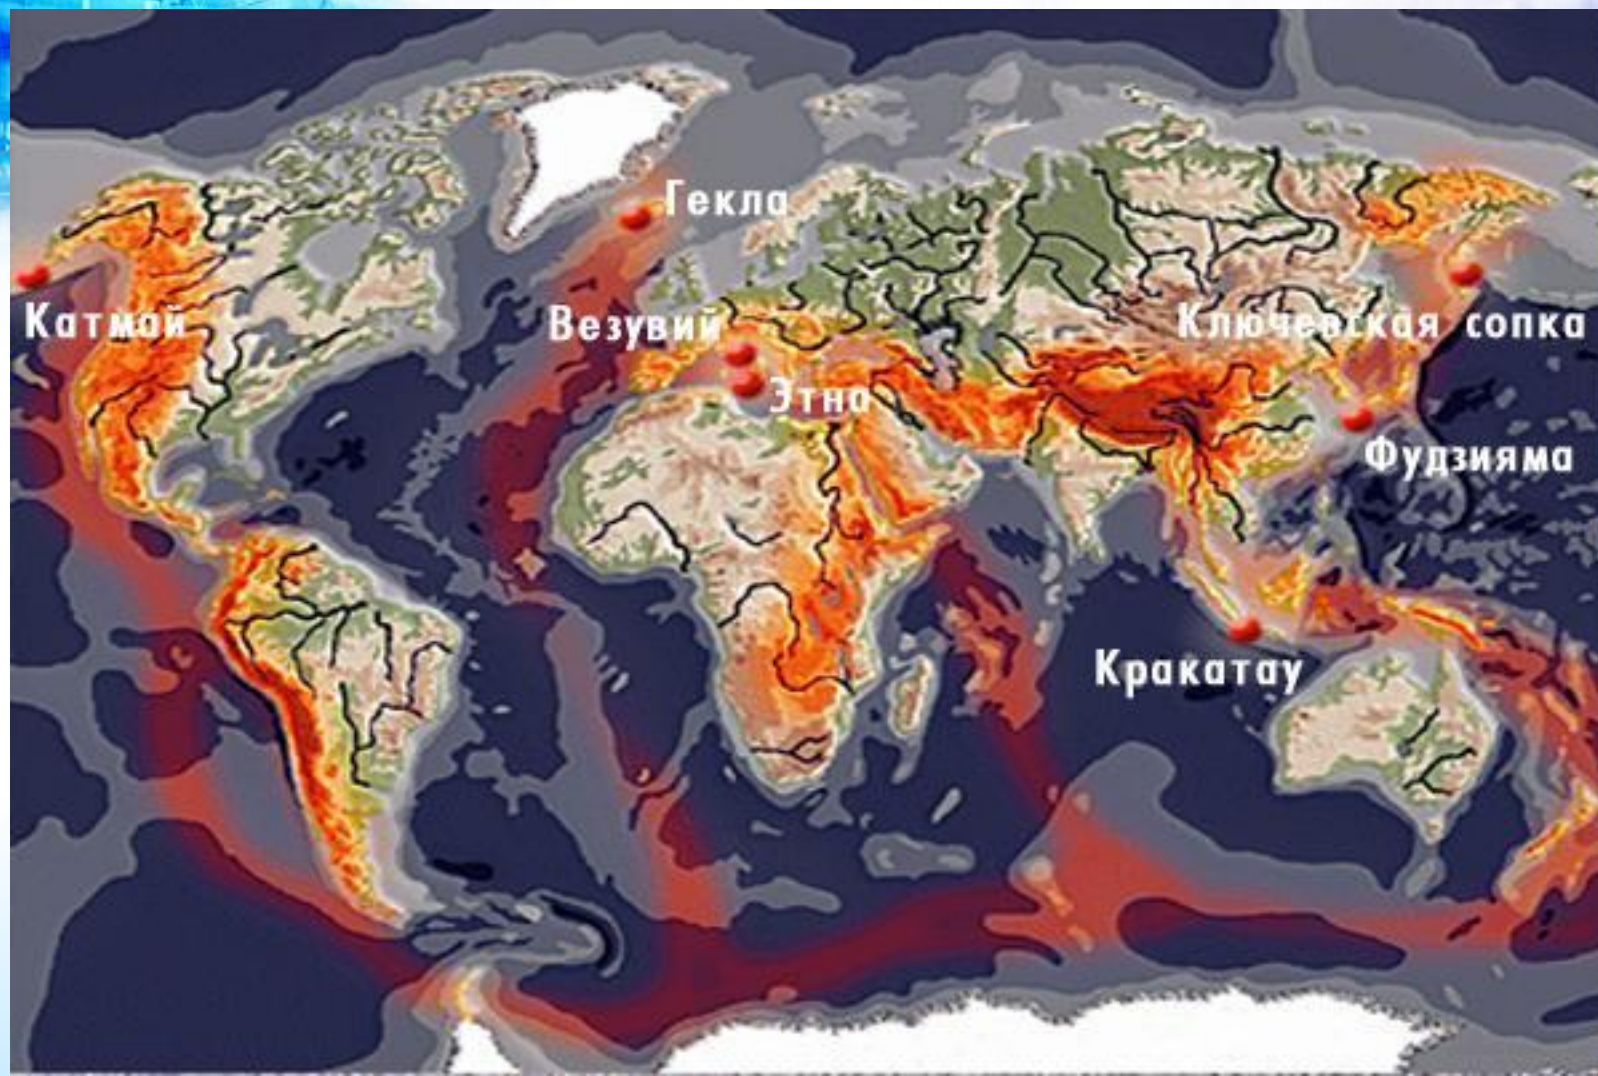 Гекла
Катмай
Везувий
Ключевская сопка
Этна
Фудзияма
Кракатау